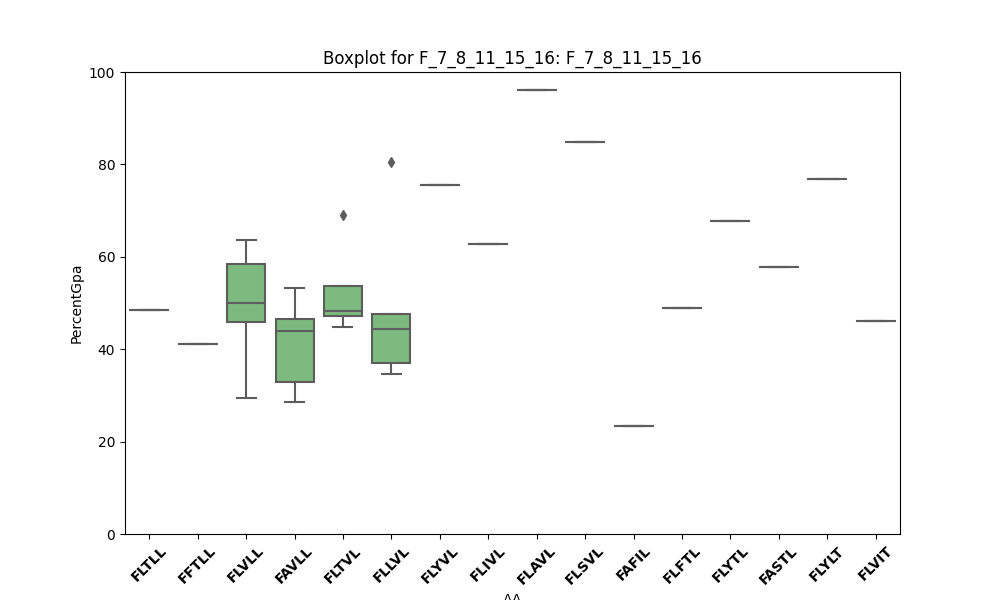 Boxplot for F_7_8_11_15_16: F_7_8_11_15_16
100
80
60
40
20
0
PercentGpa
FLTLL
FFTLL
FLVLL
FAVLL
FLTVL
FLLVL
FLYVL
FLIVL
FLAVL
FLSVL
FAFIL
FLFTL
FLYTL
FASTL
FLYLT
FLVIT
AA